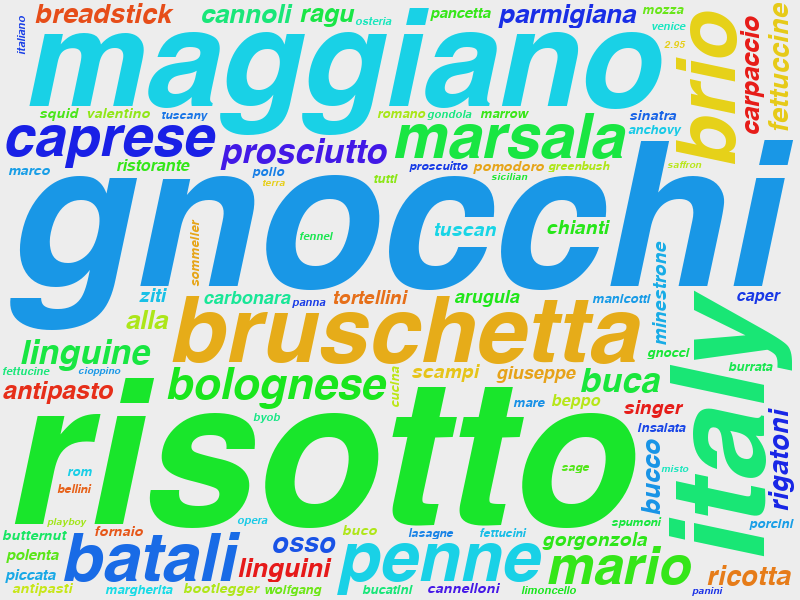 italiano
breadstick
cannoli
ragu
osteria
pancetta
parmigiana
mozza
venice
2.95
maggiano
brio
carpaccio
fettuccine
squid
valentino
tuscany
romano
gondola
marrow
sinatra
anchovy
caprese
prosciutto
marsala
marco
ristorante
pollo
terra
tutti
proscuitto
pomodoro
sicilian
greenbush
saffron
gnocchi
sommelier
fennel
tuscan
chianti
ziti
carbonara
panna
tortellini
arugula
manicotti
minestrone
caper
alla
bruschetta
linguine
gnocci
italy
burrata
fettucine
cioppino
antipasto
bolognese
cucina
scampi
giuseppe
buca
byob
mare
beppo
singer
insalata
rigatoni
risotto
rom
bellini
sage
bucco
misto
playboy
opera
spumoni
porcini
butternut
fornaio
buco
lasagne
fettucini
gorgonzola
polenta
batali
osso
penne
mario
ricotta
piccata
linguini
antipasti
margherita
bootlegger
wolfgang
bucatini
cannelloni
limoncello
panini